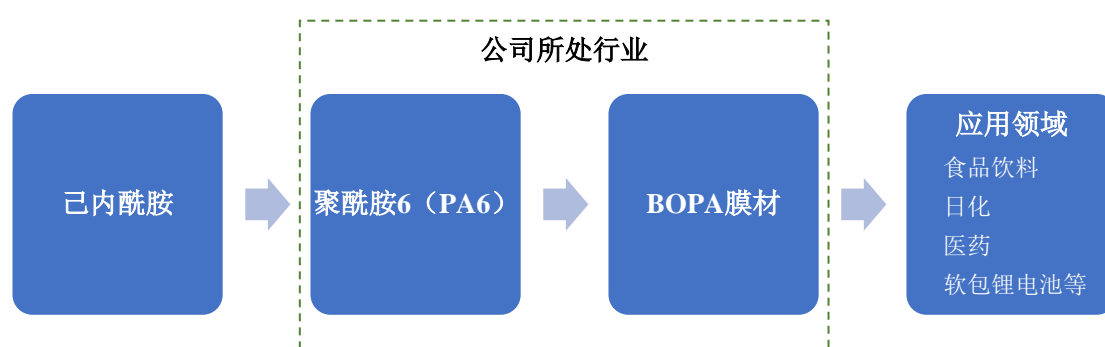 公司所处行业
己内酰胺
聚酰胺6（PA6）
BOPA膜材
应用领域
食品饮料
日化
医药
软包锂电池等